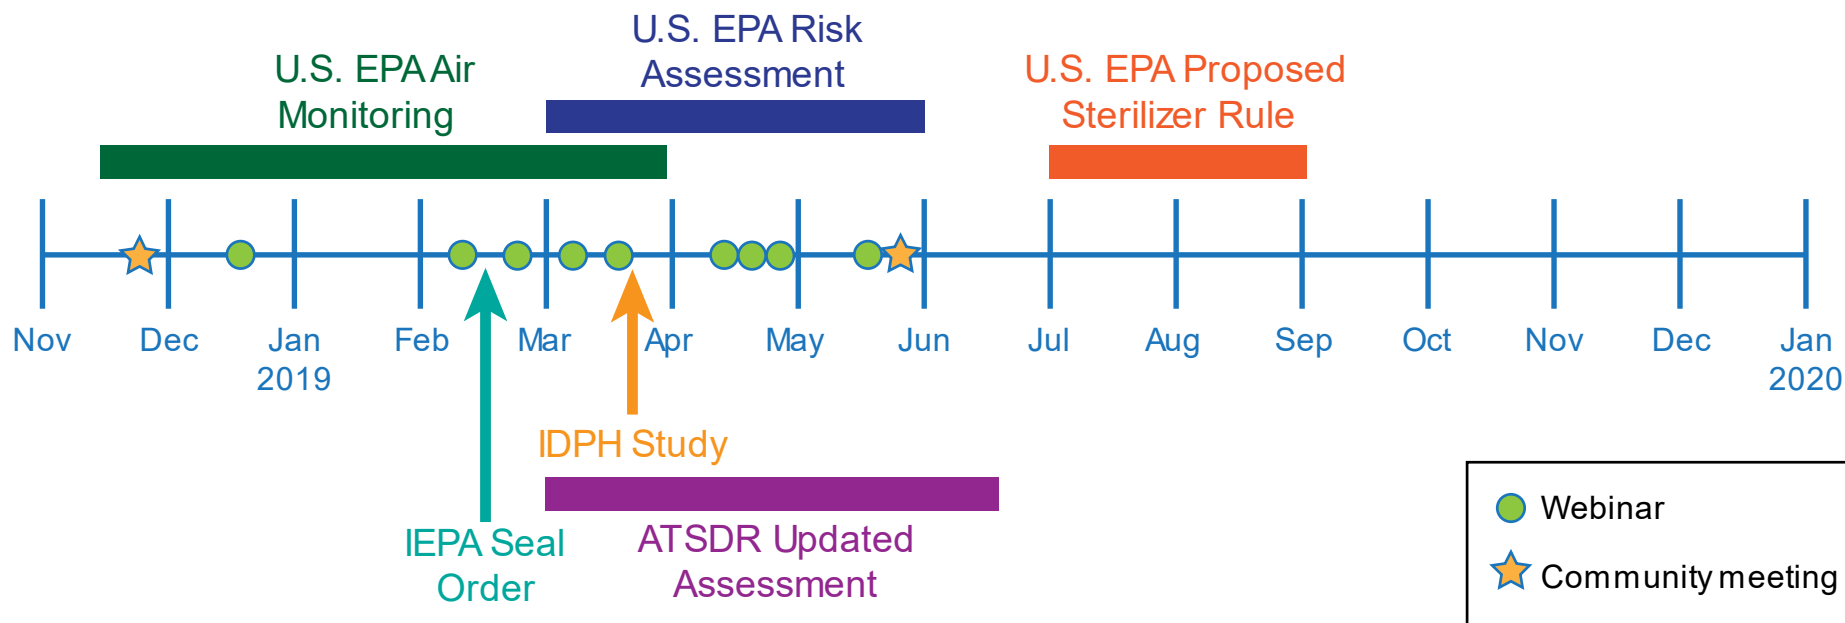 U.S. EPA Air
Monitoring
U.S. EPA Risk
Assessment
U.S. EPA Proposed
Sterilizer Rule
Nov
Dec
Jan
2019
Feb
Mar
Apr
May
Jun
Jul
Aug
Sep
Oct
Nov
Dec
Jan
2020
IDPH Study
IEPA Seal
Order
ATSDR Updated
Assessment
Webinar
Community meeting